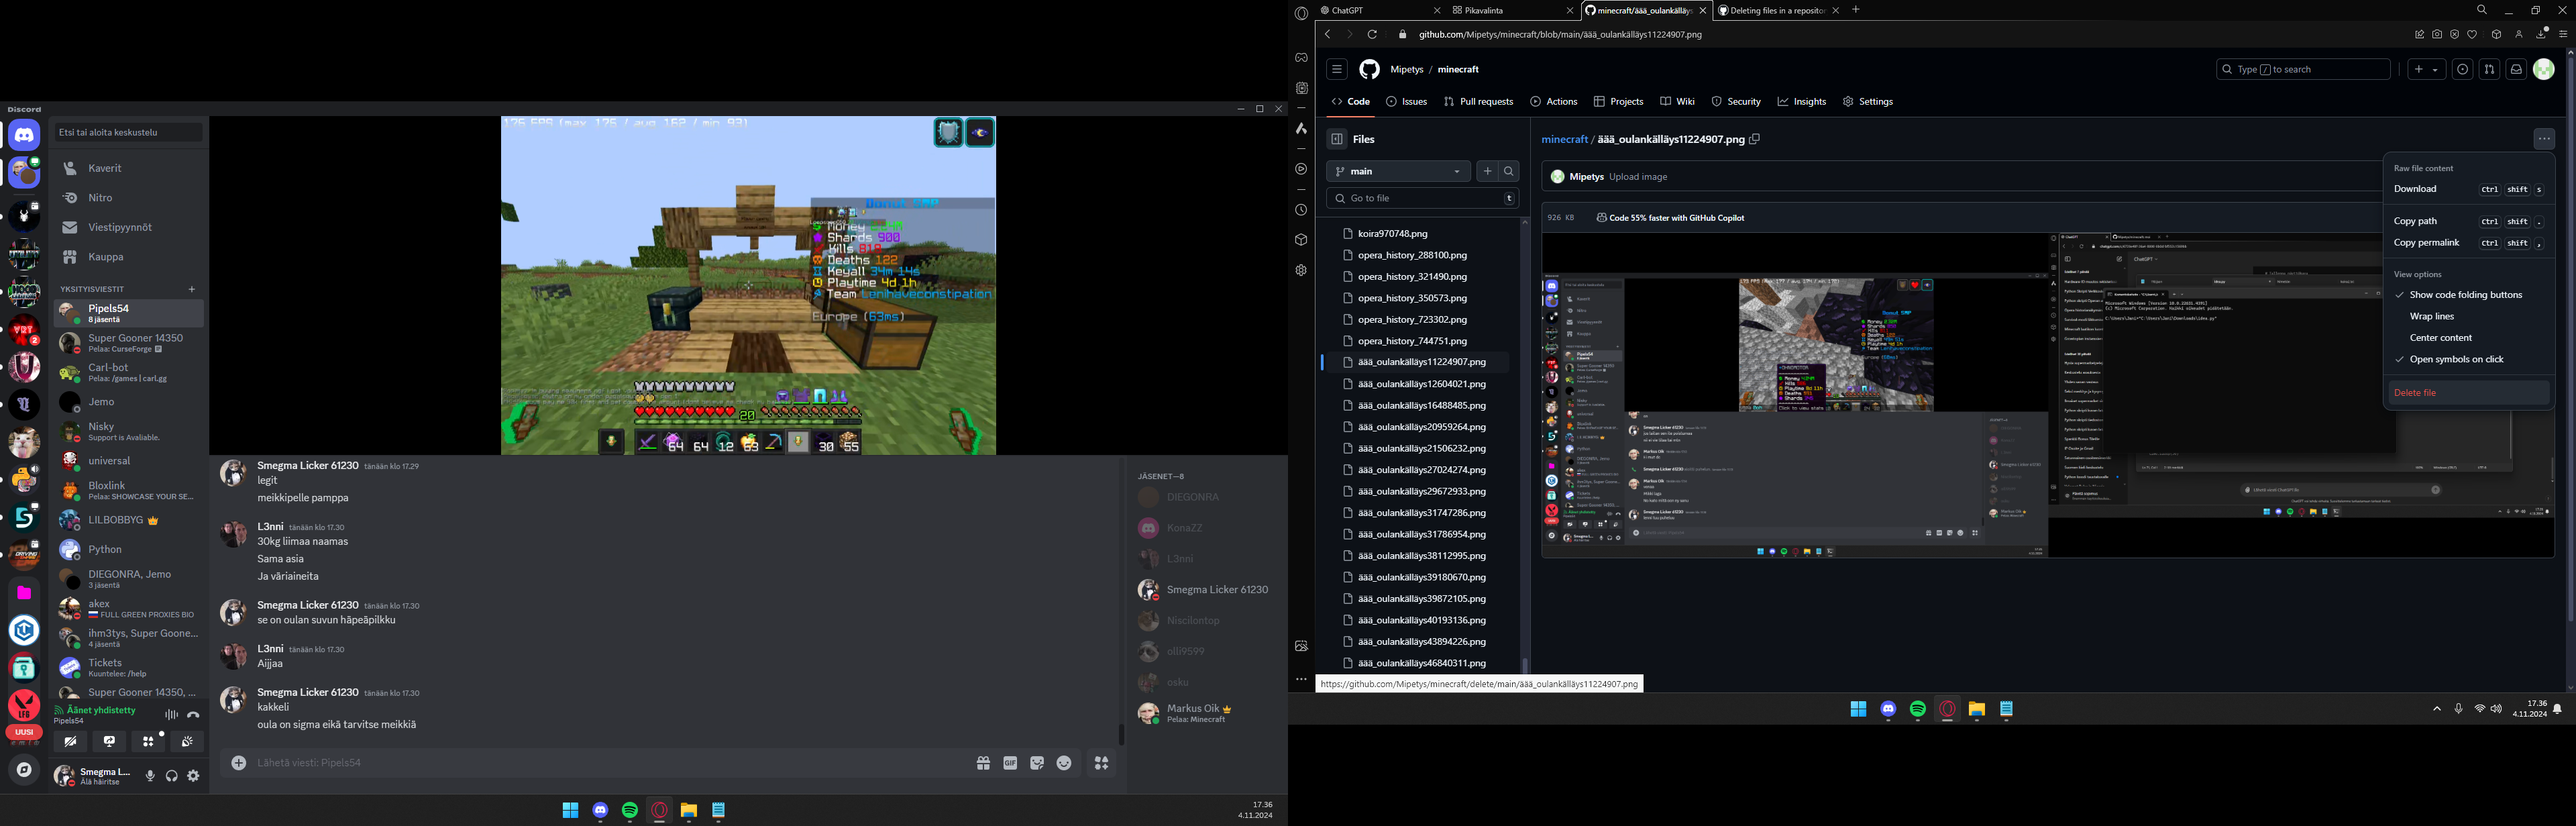 Discord
Etsi tai aloita keskustelu
Kaverit
Nitro
Viestipyynnöt
Kauppa
YKSITYISVIESTIT
Pipels54
8 jäsentä
Super Gooner 14350
Pelaa: CurseForge
Carl-bot
Pelaa: /games | carl.gg
Jemo
Nisky
Support is Avaliable.
universal
Bloxlink
Pelaa: SHOWCASE YOUR SE...
LILBOBBYG
Python
DIEGONRA, Jemo
3 jäsentä
akex
FULL GREEN PROXIES BIO
ihm3tys, Super Goone...
4 jäsentä
Tickets
Kuuntelee: /help
Super Gooner 14350, ...
Äänet yhdistetty
Pipels54
Smegma L...
Älä häiritse
UUSI
LFG
2
176 FPS (max 176 / avg 162 / min 93)
Donut SMP
Money
Shards 900
Kills 818
Deaths 122
Keyall 34m 14s
Playtime 4d 1h
Team Lenihaveconstipation
Europe (63ms)
20
64
64
12
63
30
55
Smegma Licker 61230 tänään klo 17.29
legit
meikkipelle pamppa
L3nni tänään klo 17.30
30kg liimaa naamas
Sama asia
Ja väriaineita
Smegma Licker 61230 tänään klo 17.30
se on oulan suvun häpeäpilkku
L3nni tänään klo 17.30
Aijjaa
Smegma Licker 61230 tänään klo 17.30
kakkeli
oula on sigma eikä tarvitse meikkiä
Lähetä viesti: Pipels54
GIF
JÄSENET—8
DIEGONRA
KonaZZ
L3nni
Smegma Licker 61230
Niscilontop
olli9599
osku
Markus Oik
Pelaa: Minecraft
17.36
4.11.2024
ChatGPT
Pikavalinta
minecraft/äää_oulankälläys
Deleting files in a repositor
github.com/Mipetys/minecraft/blob/main/äää_oulankälläys11224907.png
Mipetys / minecraft
Type / to search
Code
Issues
Pull requests
Actions
Projects
Wiki
Security
Insights
Settings
Files
main
Go to file
t
koira970748.png
opera_history_288100.png
opera_history_321490.png
opera_history_350573.png
opera_history_723302.png
opera_history_744751.png
äää_oulankälläys11224907.png
äää_oulankälläys12604021.png
äää_oulankälläys16488485.png
äää_oulankälläys20959264.png
äää_oulankälläys21506232.png
äää_oulankälläys27024274.png
äää_oulankälläys29672933.png
äää_oulankälläys31747286.png
äää_oulankälläys31786954.png
äää_oulankälläys38112995.png
äää_oulankälläys39180670.png
äää_oulankälläys39872105.png
äää_oulankälläys40193136.png
äää_oulankälläys43894226.png
äää_oulankälläys46840311.png
https://github.com/Mipetys/minecraft/delete/main/äää_oulankälläys11224907.png
minecraft / äää_oulankälläys11224907.png
Mipetys Upload image
926 KB
Code 55% faster with GitHub Copilot
Raw file content
Download Ctrl shift s
Copy path Ctrl shift .
Copy permalink Ctrl shift ,
View options
Show code folding buttons
Wrap lines
Center content
Open symbols on click
Delete file
17.36
4.11.2024